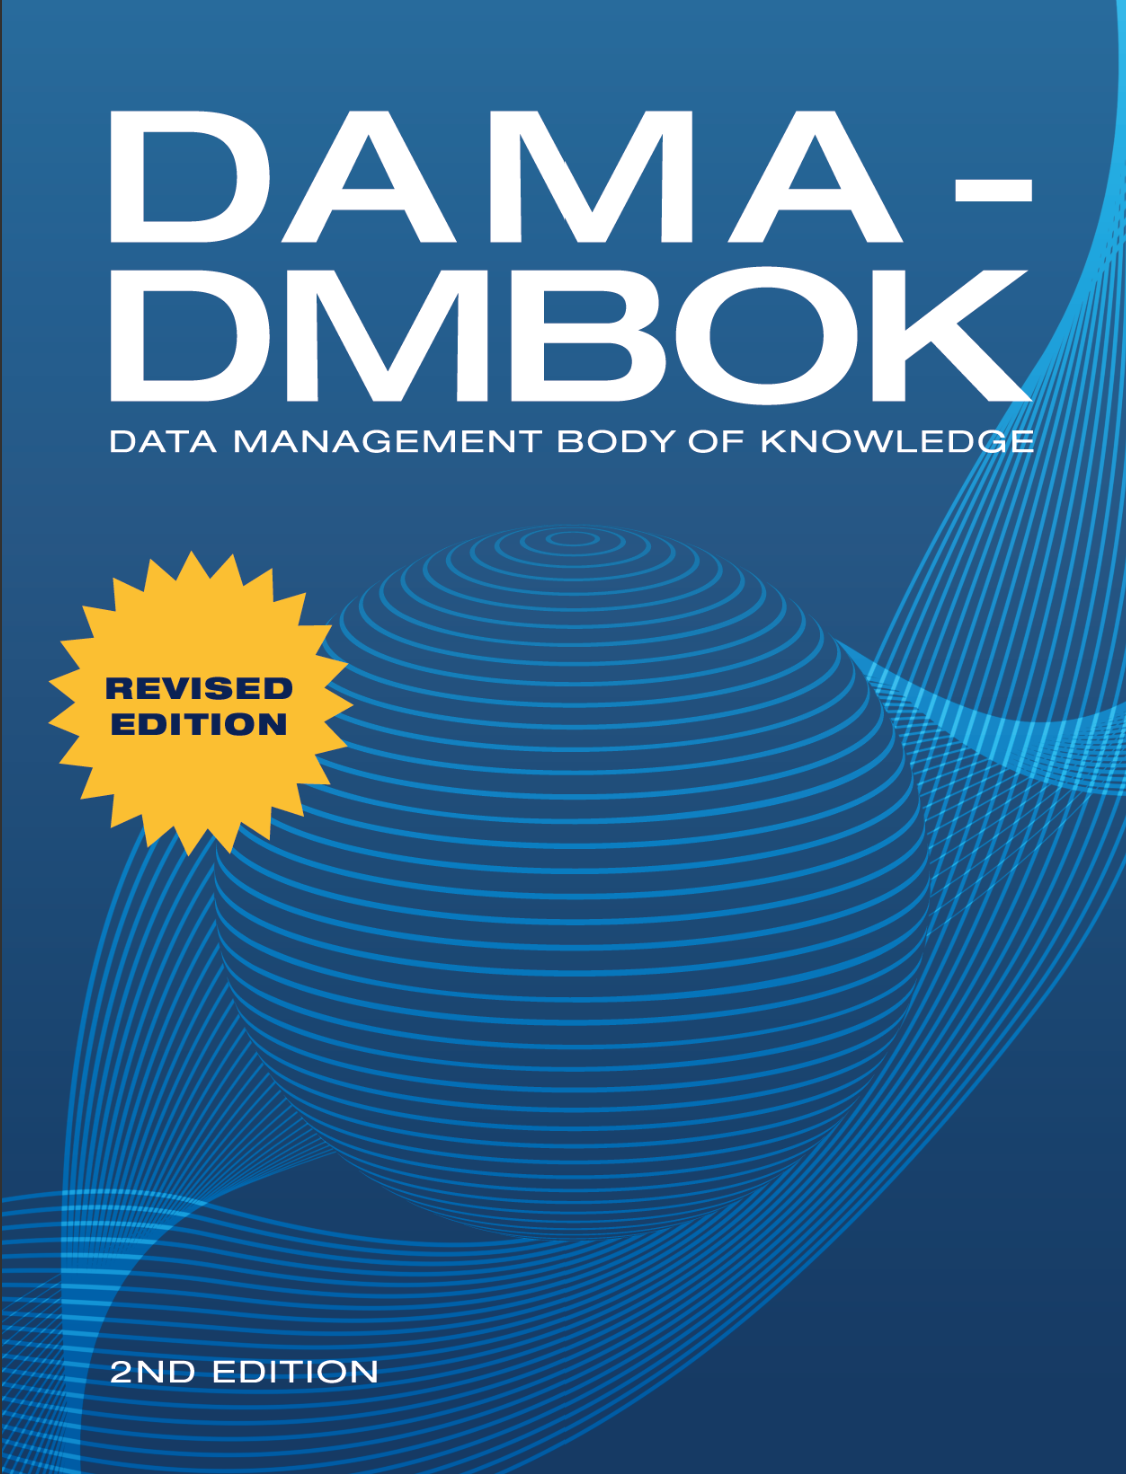 DAMA -
DMBOK
DATA MANAGEMENT BODY OF KNOWLEDGE
REVISED
EDITION
2ND EDITION